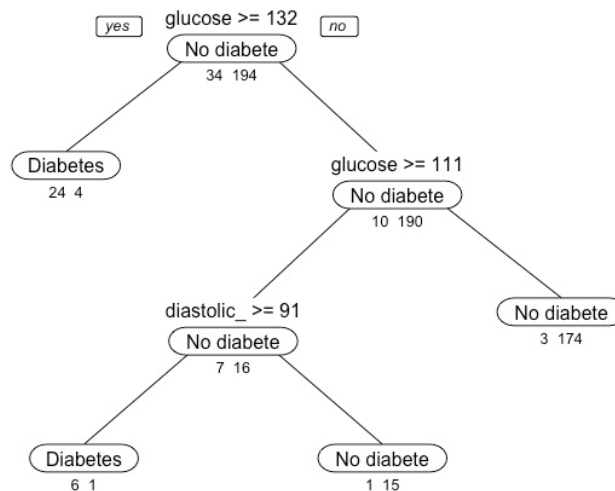 yes
glucose >= 132
no
No diabete
34 194
Diabetes
24 4
glucose >= 111
No diabete
10 190
diastolic_ >= 91
No diabete
7 16
No diabete
3 174
Diabetes
6 1
No diabete
1 15